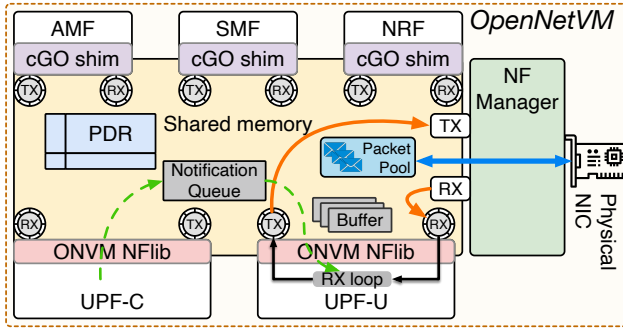 AMF
SMF
NRF
OpenNetVM
cGO shim
cGO shim
cGO shim
TX
RX
TX
RX
TX
RX
NF
Manager
PDR
Shared memory
TX
Packet
Pool
Notification
Queue
RX
Buffer
Physical
NIC
RX
TX
TX
RX
ONVM NFlib
ONVM NFlib
RX loop
UPF-C
UPF-U